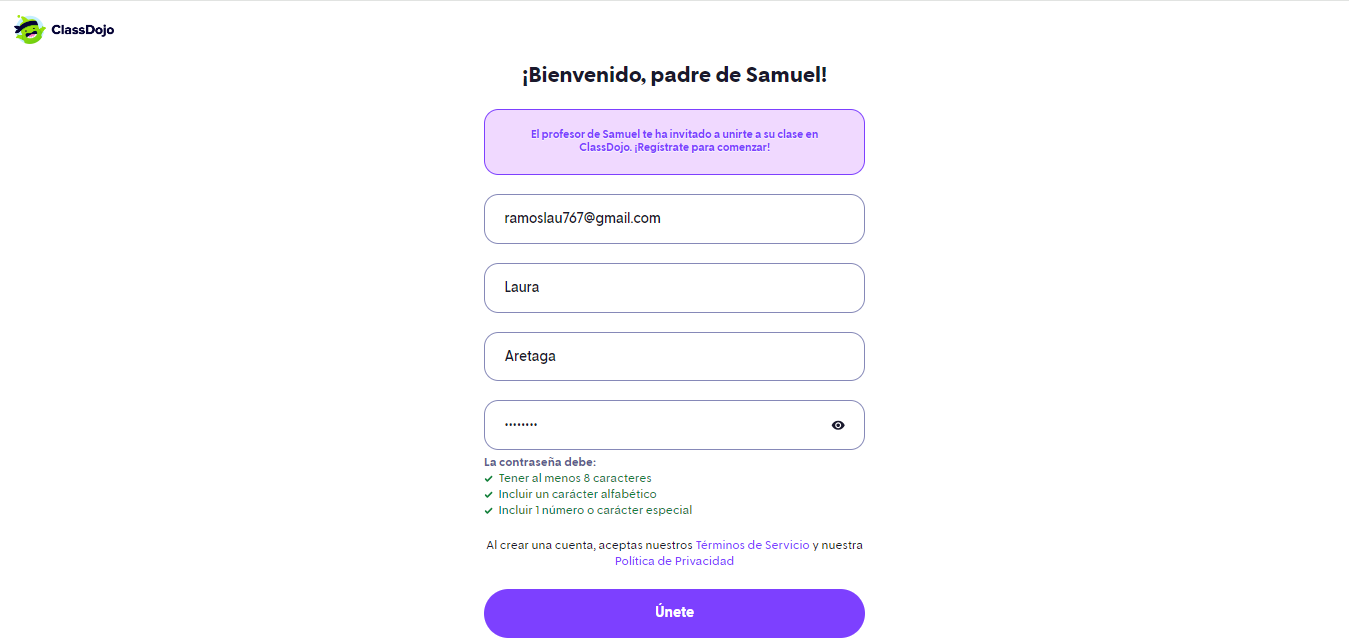 ClassDojo
¡Bienvenido, padre de Samuel!
El profesor de Samuel te ha invitado a unirte a su clase en
ClassDojo. ¡Regístrate para comenzar!
ramoslau767@gmail.com
Laura
Aretaga
••••••••
La contraseña debe:
Tener al menos 8 caracteres
Incluir un carácter alfabético
Incluir 1 número o carácter especial
Al crear una cuenta, aceptas nuestros Términos de Servicio y nuestra
Política de Privacidad
Únete